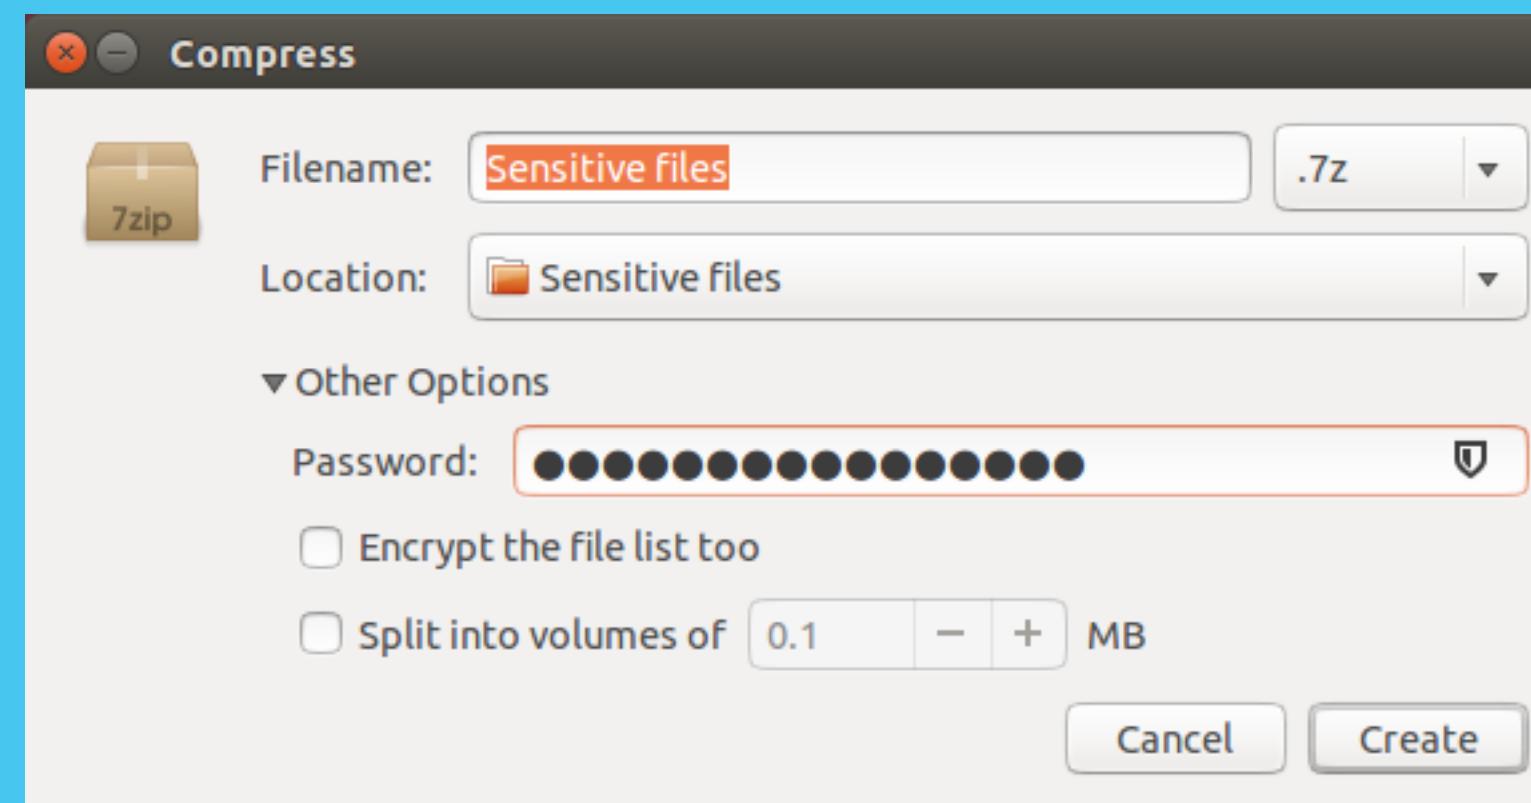 Compress
Filename: Sensitive files .7z
7zip
Location: Sensitive files
Other Options
Password: ●●●●●●●●●●●●●●●●
Encrypt the file list too
Split into volumes of 0.1 − + MB
Cancel Create